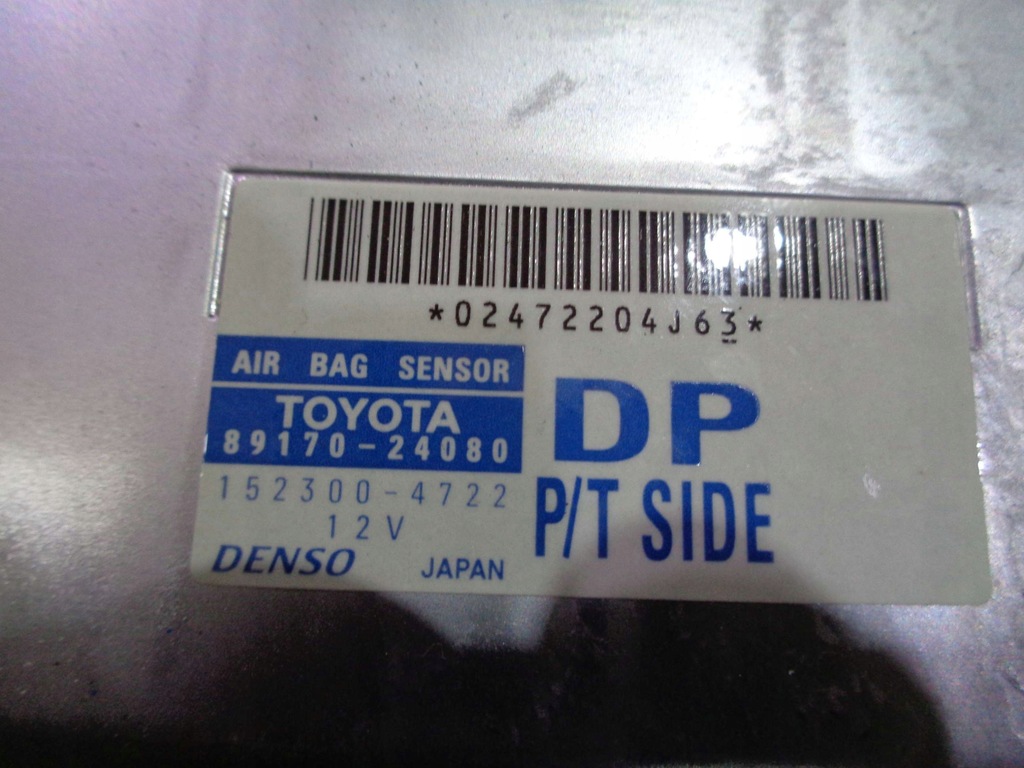 *02472204J63*
AIR BAG SENSOR
TOYOTA
89170-24080
DP
152300-4722
12V
P/T SIDE
DENSO JAPAN